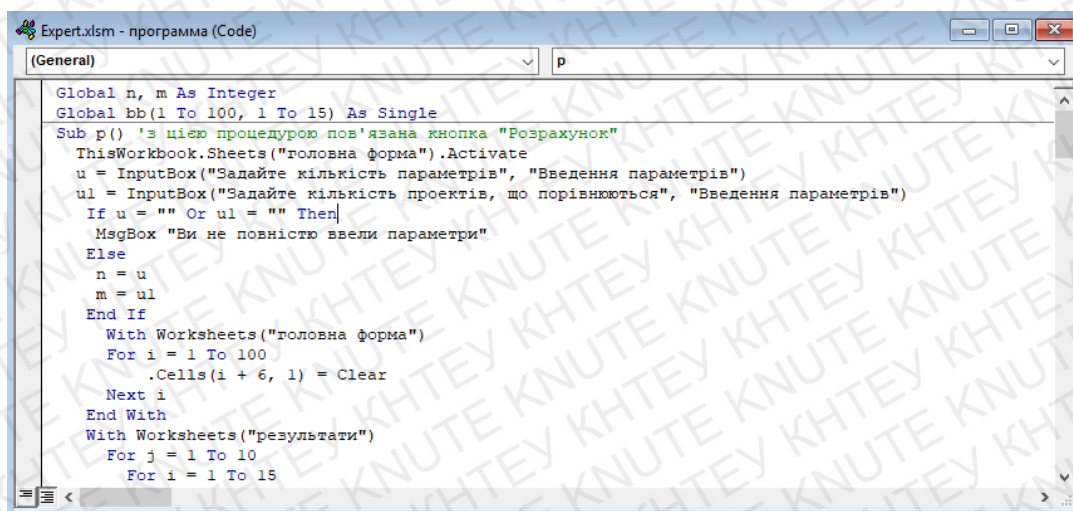 Expert.xlsm - программа (Code)
(General) p
Global n, m As Integer
Global bb(1 To 100, 1 To 15) As Single
Sub p() 'з цією процедурою пов'язана кнопка "Розрахунок"
ThisWorkbook.Sheets("головна форма").Activate
u = InputBox("Задайте кількість параметрів", "Введення параметрів")
u1 = InputBox("Задайте кількість проектів, що порівнюються", "Введення параметрів")
If u = "" Or u1 = "" Then
MsgBox "Ви не повністю ввели параметри"
Else
n = u
m = u1
End If
With Worksheets("головна форма")
For i = 1 To 100
.Cells(i + 6, 1) = Clear
Next i
End With
With Worksheets("результати")
For j = 1 To 10
For i = 1 To 15